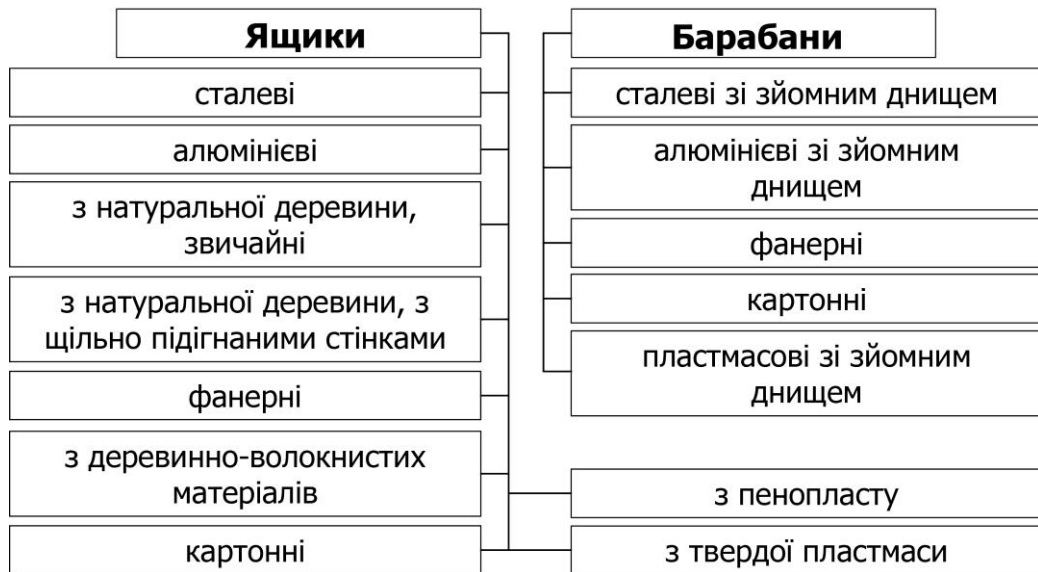 Ящики
сталеві
алюмінієві
з натуральної деревини,
звичайні
з натуральної деревини, з
щільно підігнаними стінками
фанерні
з деревинно-волокнистих
матеріалів
картонні
Барабани
сталеві зі зйомним днищем
алюмінієві зі зйомним
днищем
фанерні
картонні
пластмасові зі зйомним
днищем
з пенопласту
з твердої пластмаси